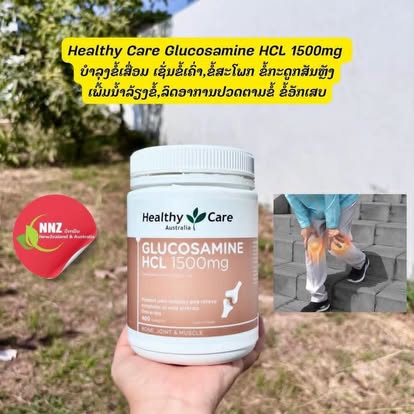 Healthy Care Glucosamine HCL 1500mg
ບຳລຸງຂໍ້ເສື່ອມ ເຊັ່ນຂໍ້ເຄົ່າ,ຂໍ້ສະໂພກ ຂໍ້ກະດູກສັນຫຼັງ
ເພີ່ມນ້ຳລ້ຽງຂໍ້,ລົດອາການປວດຕາມຂໍ້ ຂໍ້ອັກເສບ
NNZ
NewZealand & Australia
Healthy Care
Australia
GLUCOSAMINE
HCL 1500mg
BONE, JOINT & MUSCLE